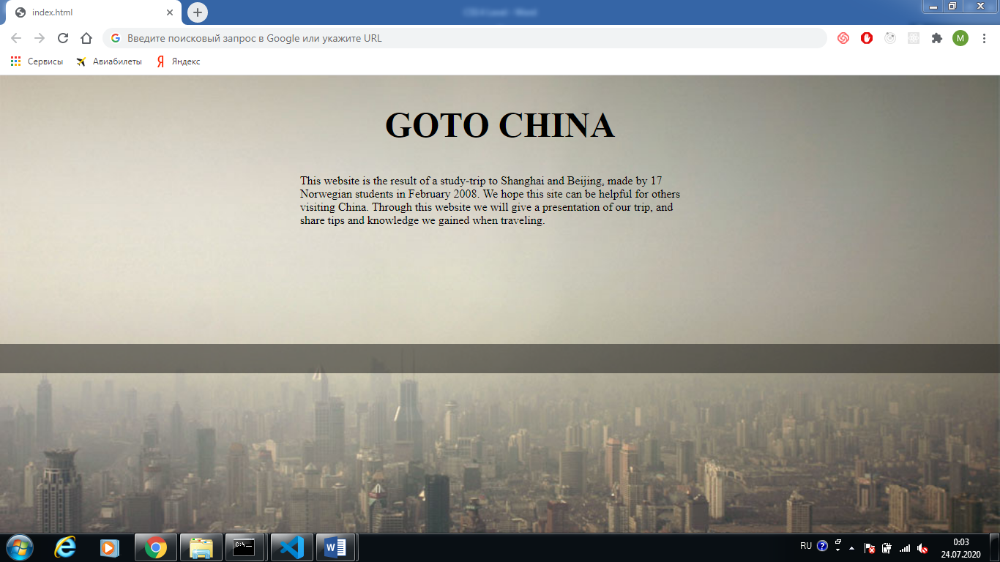 index.html
Введите поисковый запрос в Google или укажите URL
M
Сервисы
Авиабилеты
Яндекс
GOTO CHINA
This website is the result of a study-trip to Shanghai and Beijing, made by 17
Norwegian students in February 2008. We hope this site can be helpful for others
visiting China. Through this website we will give a presentation of our trip, and
share tips and knowledge we gained when traveling.
RU
0:03
24.07.2020